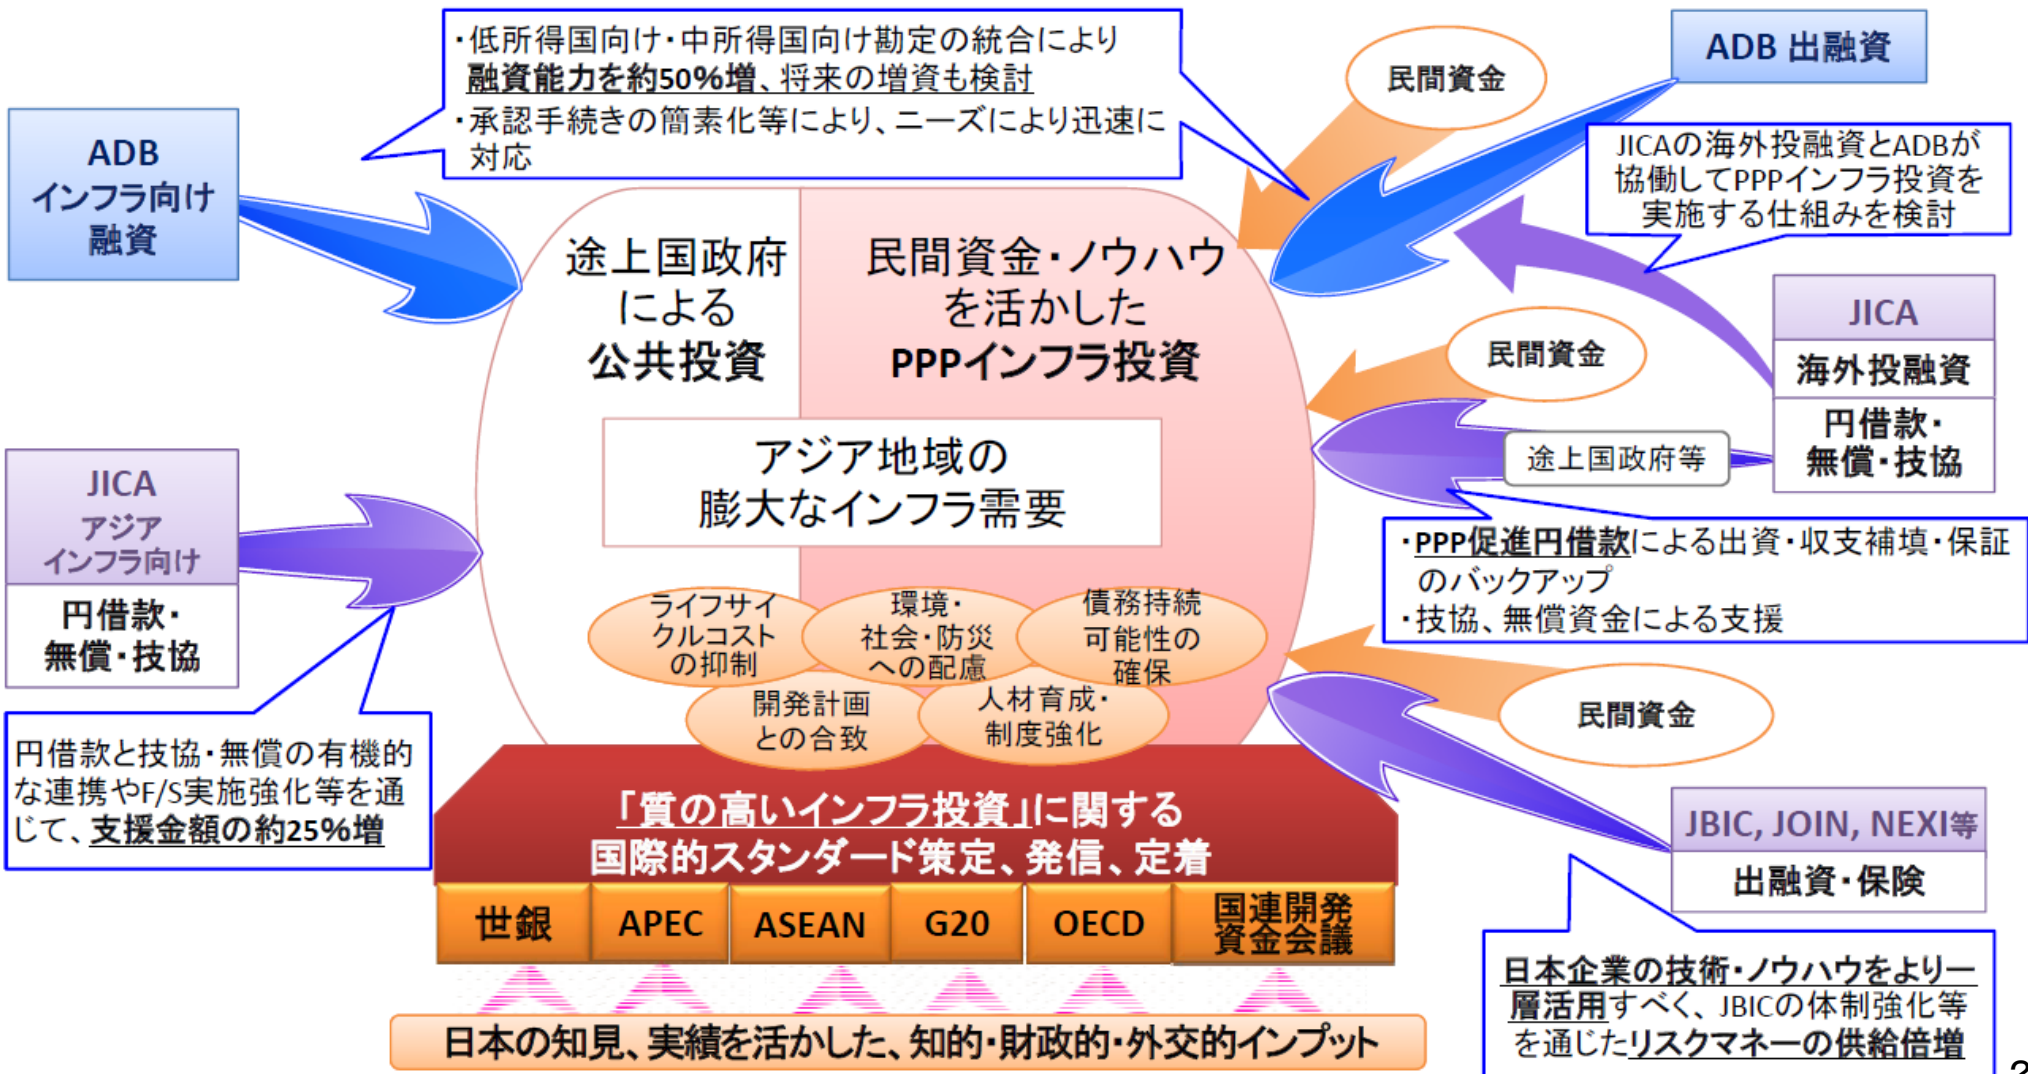 ・低所得国向け・中所得国向け勘定の統合により
融資能力を約50%増、将来の増資も検討
・承認手続きの簡素化等により、ニーズにより迅速に
対応
民間資金
ADB 出融資
ADB
インフラ向け
融資
JICAの海外投融資とADBが
協働してPPPインフラ投資を
実施する仕組みを検討
途上国政府
による
公共投資
民間資金・ノウハウ
を活かした
PPPインフラ投資
民間資金
JICA
海外投融資
円借款・
無償・技協
途上国政府等
アジア地域の
膨大なインフラ需要
JICA
アジア
インフラ向け
円借款・
無償・技協
・PPP促進円借款による出資・収支補填・保証
のバックアップ
・技協、無償資金による支援
ライフサイ
クルコスト
の抑制
環境・
社会・防災
への配慮
債務持続
可能性の
確保
開発計画
との合致
人材育成・
制度強化
民間資金
円借款と技協・無償の有機的
な連携やF/S実施強化等を通
じて、支援金額の約25%増
「質の高いインフラ投資」に関する
国際的スタンダード策定、発信、定着
JBIC, JOIN, NEXI等
出融資・保険
世銀
APEC
ASEAN
G20
OECD
国連開発
資金会議
日本企業の技術・ノウハウをより一
層活用すべく、JBICの体制強化等
を通じたリスクマネーの供給倍増
日本の知見、実績を活かした、知的・財政的・外交的インプット